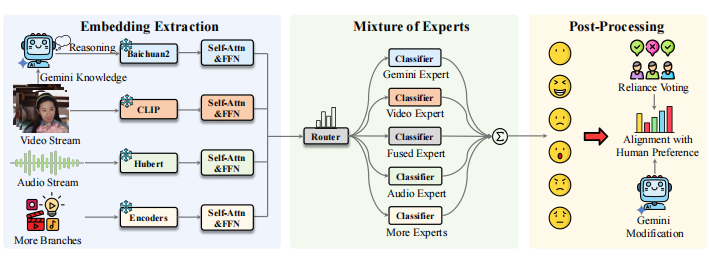 Embedding Extraction
Reasoning
Baichuan2
Self-Attn
&FFN
Gemini Knowledge
CLIP
Self-Attn
&FFN
Video Stream
Hubert
Self-Attn
&FFN
Audio Stream
Encoders
Self-Attn
&FFN
More Branches
Mixture of Experts
Router
Classifier
Gemini Expert
Classifier
Video Expert
Classifier
Fused Expert
Classifier
Audio Expert
Classifier
More Experts
Σ
Post-Processing
Reliance Voting
Alignment with
Human Preference
Gemini
Modification